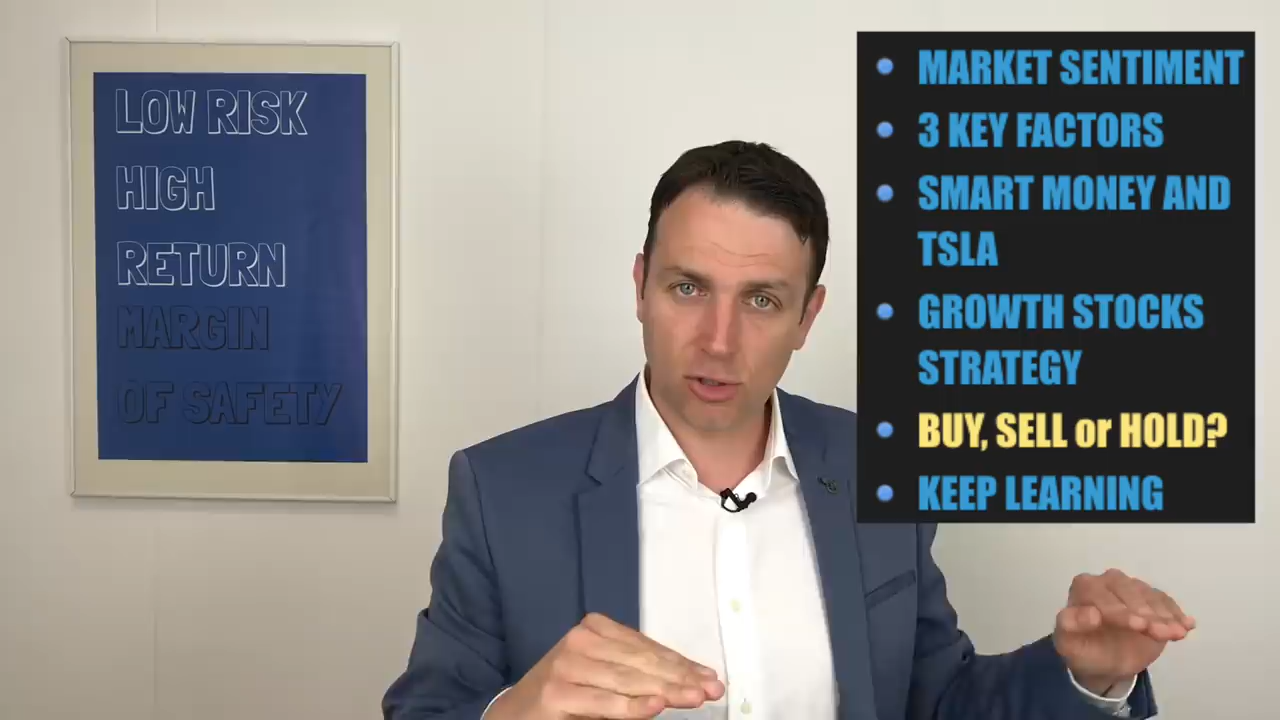 LOW RISK
HIGH
RETURN
MARGIN
OF SAFETY
MARKET SENTIMENT
3 KEY FACTORS
SMART MONEY AND
TSLA
GROWTH STOCKS
STRATEGY
BUY, SELL or HOLD?
KEEP LEARNING